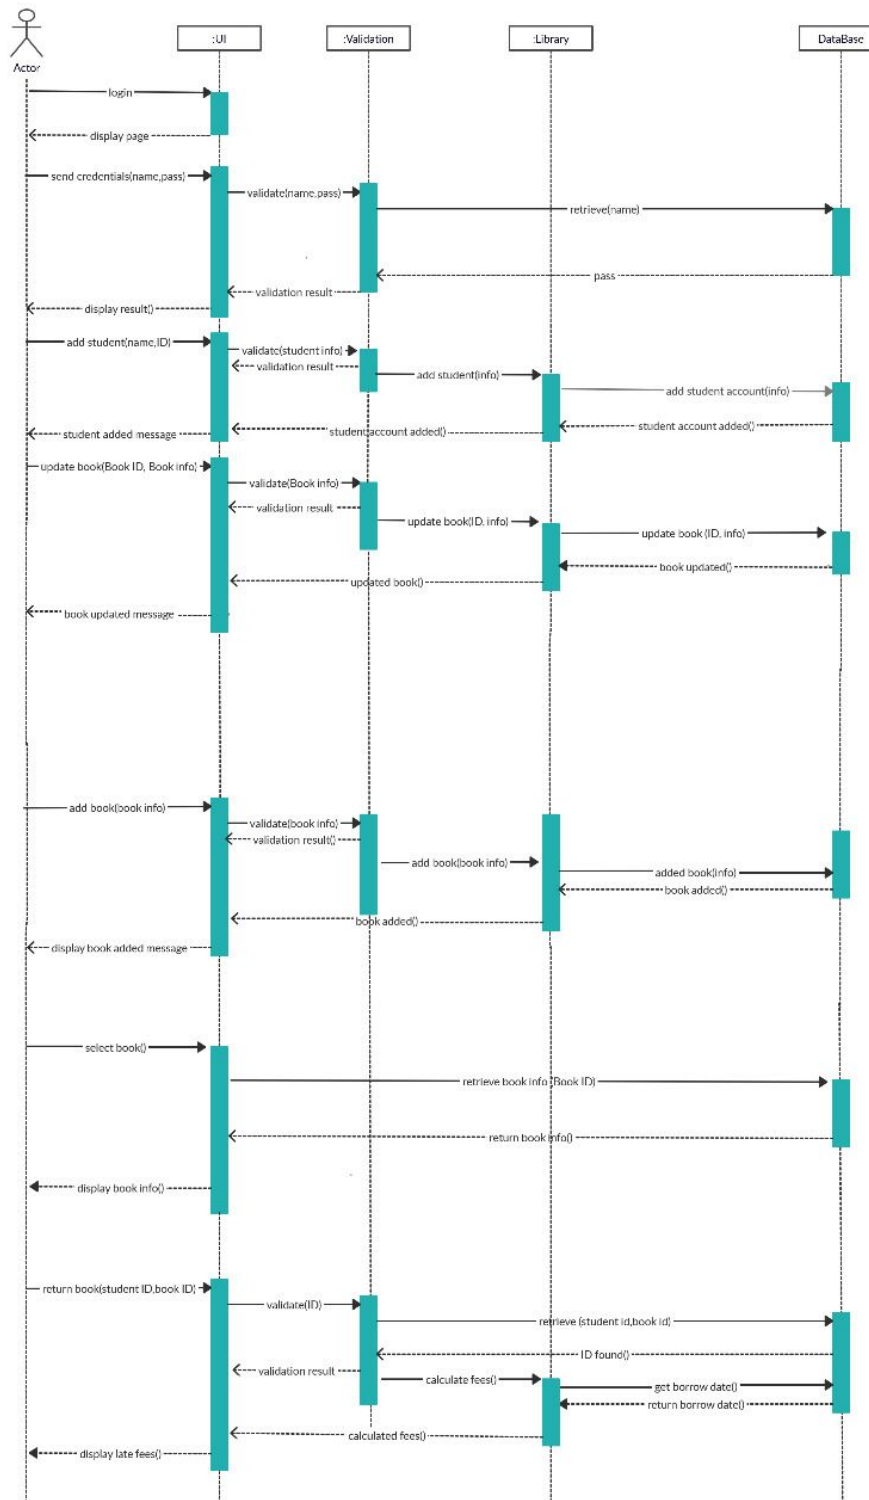 :UI
:Validation
:Library
DataBase
Actor
login
display page
send credentials(name,pass)
validate(name,pass)
retrieve(name)
pass
validation result
display result()
add student(name,ID)
validate(student info)
validation result
add student(info)
add student account(info)
student account added()
student account added()
student added message
update book(Book ID, Book info)
validate(Book info)
validation result
update book(ID, info)
update book (ID, info)
book updated()
updated book()
book updated message
add book(book info)
validate(book info)
validation result()
add book(book info)
added book(info)
book added()
book added()
display book added message
select book()
retrieve book info (Book ID)
return book info()
display book info()
return book(student ID,book ID)
validate(ID)
retrieve (student id,book id)
ID found()
validation result
calculate fees()
get borrow date()
return borrow date()
calculated fees()
display late fees()